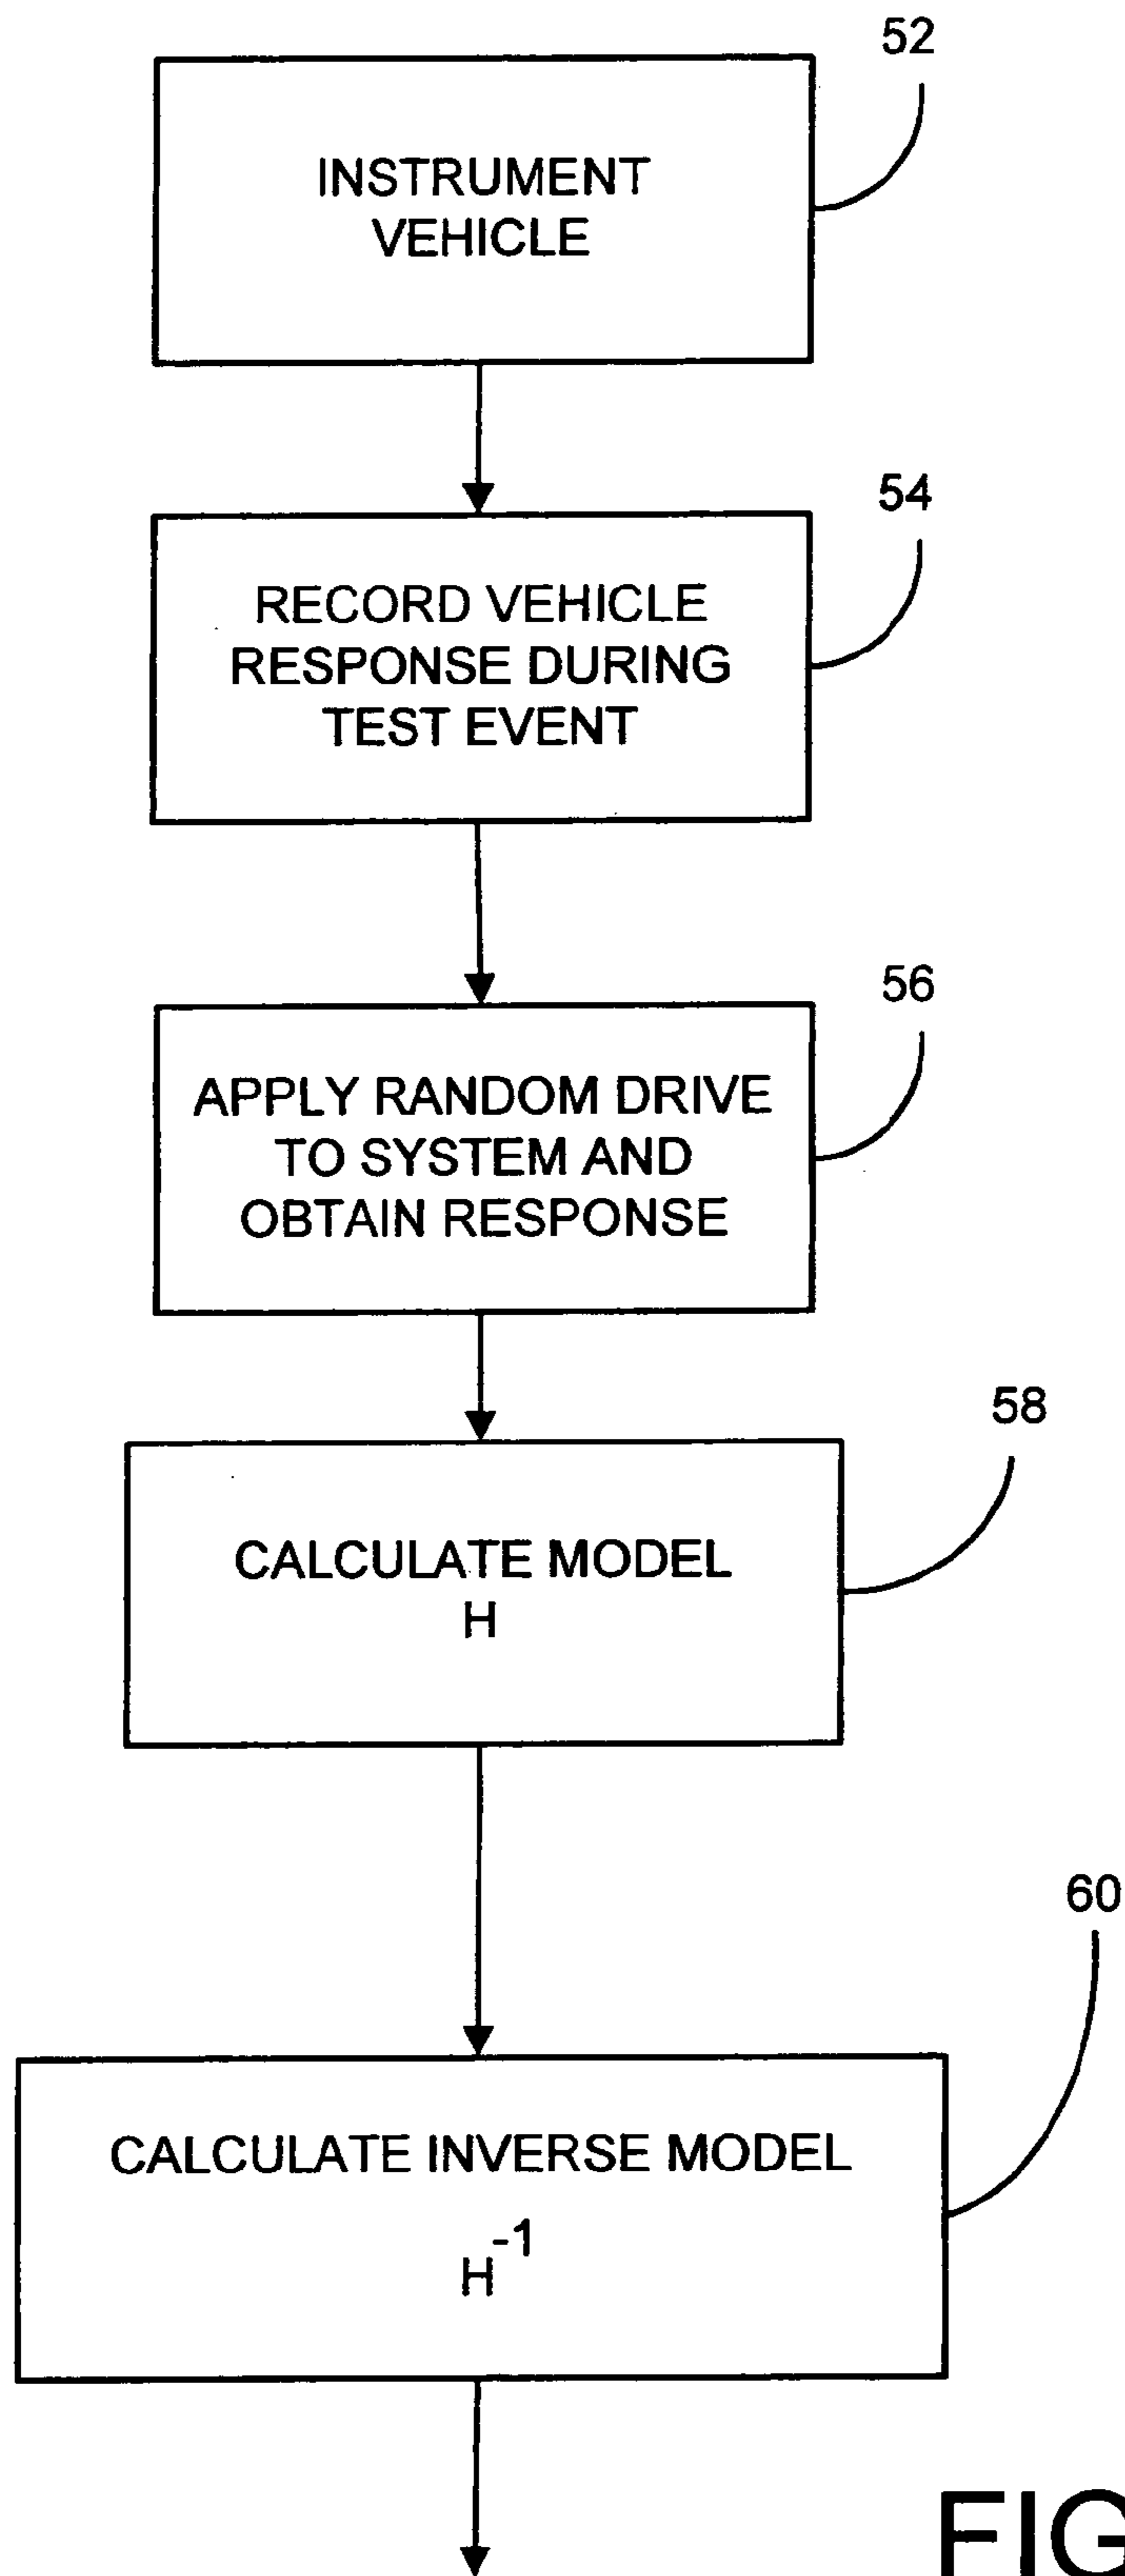 52
INSTRUMENT
VEHICLE
54
RECORD VEHICLE
RESPONSE DURING
TEST EVENT
56
APPLY RANDOM DRIVE
TO SYSTEM AND
OBTAIN RESPONSE
58
CALCULATE MODEL
H
60
CALCULATE INVERSE MODEL
H⁻¹
FIG